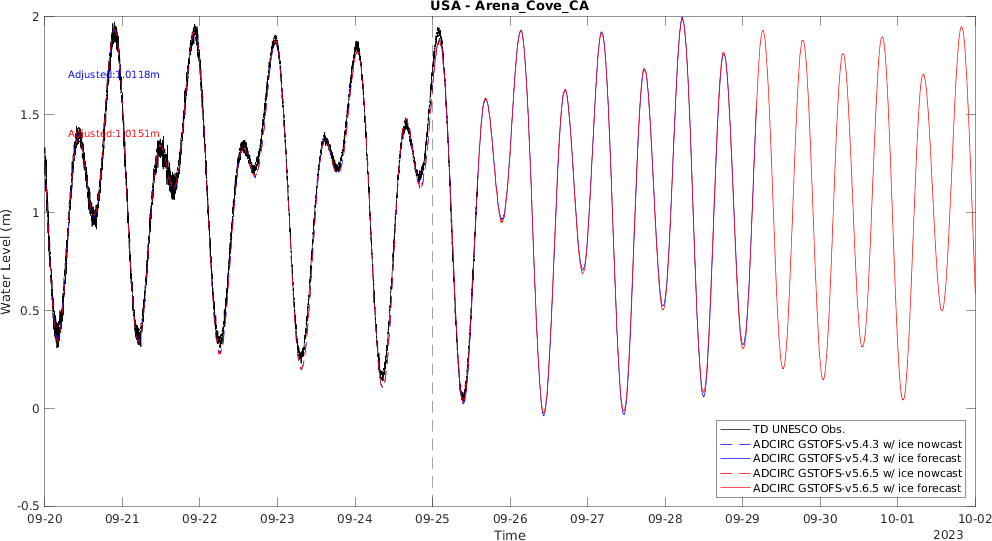 USA - Arena_Cove_CA
2
1.5
1
0.5
0
-0.5
Water Level (m)
Adjusted:1.0118m
Adjusted:1.0151m
TD UNESCO Obs.
ADCIRC GSTOFS-v5.4.3 w/ ice nowcast
ADCIRC GSTOFS-v5.4.3 w/ ice forecast
ADCIRC GSTOFS-v5.6.5 w/ ice nowcast
ADCIRC GSTOFS-v5.6.5 w/ ice forecast
09-20 09-21 09-22 09-23 09-24 09-25 09-26 09-27 09-28 09-29 09-30 10-01 10-02
Time
2023